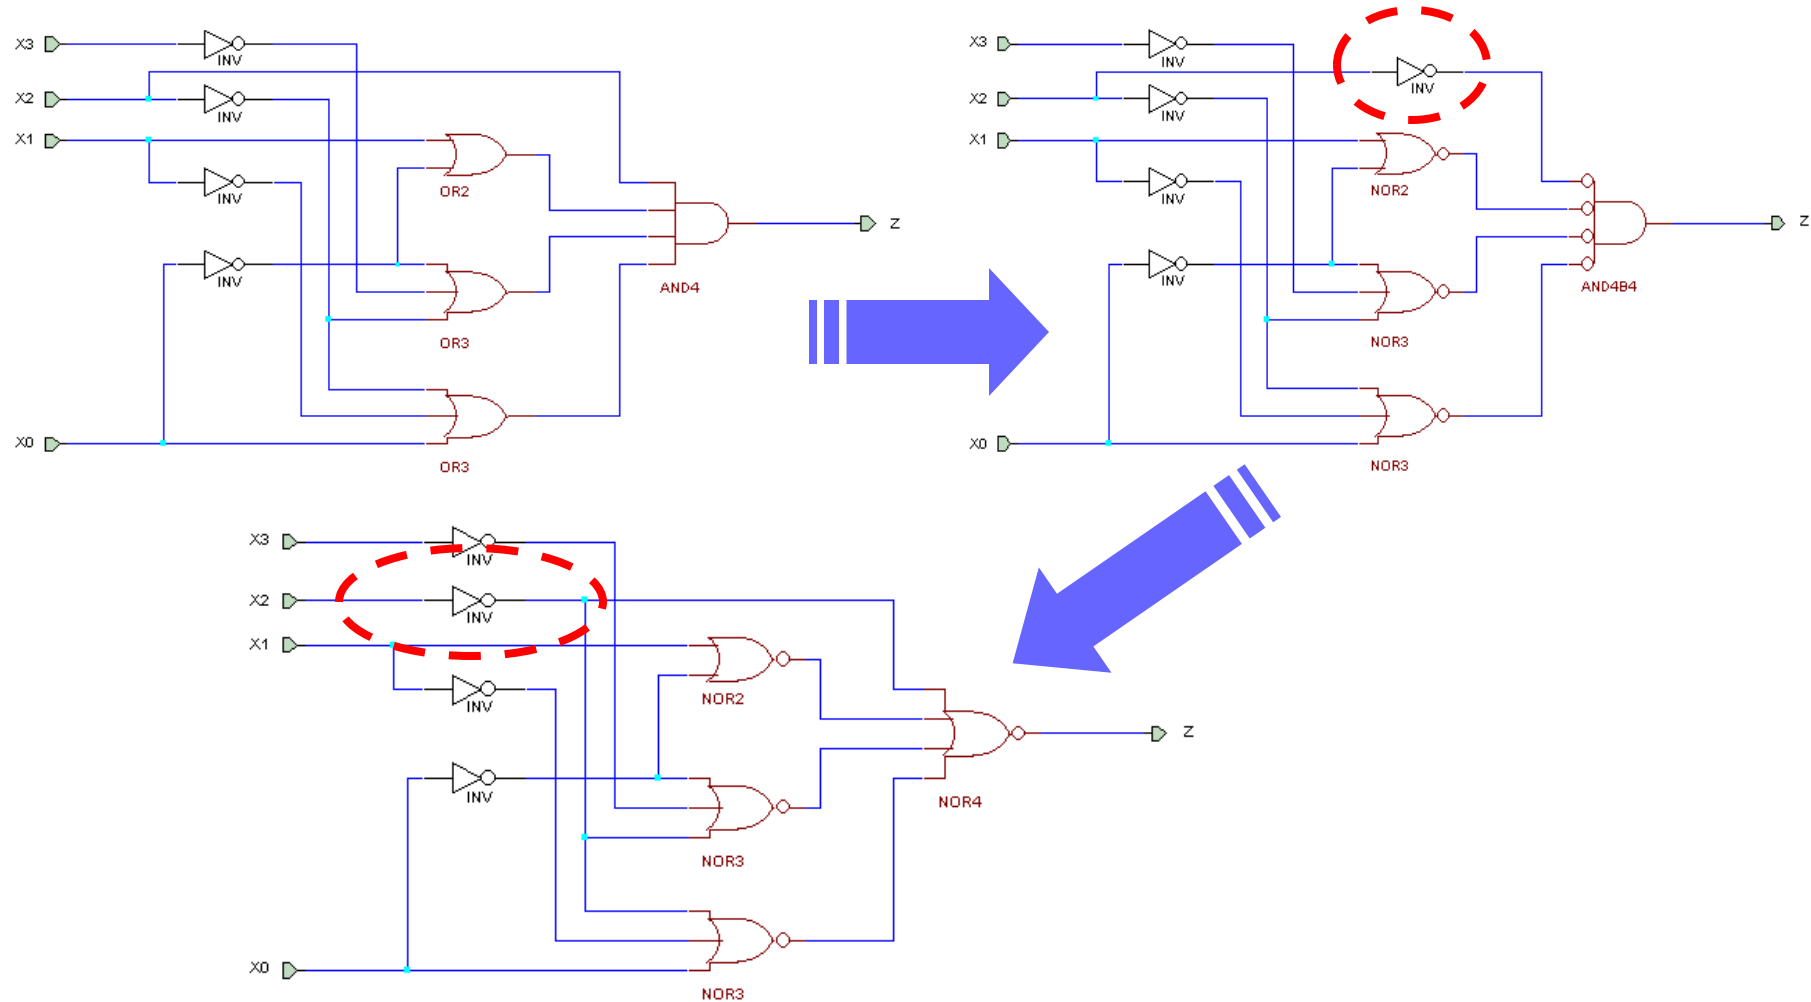 X3
INV
X2
INV
X1
INV
OR2
INV
Z
AND4
OR3
X0
OR3
X3
INV
INV
X2
INV
X1
INV
NOR2
Z
INV
AND4B4
NOR3
X0
NOR3
X3
INV
X2
INV
X1
INV
NOR2
Z
INV
NOR4
NOR3
X0
NOR3